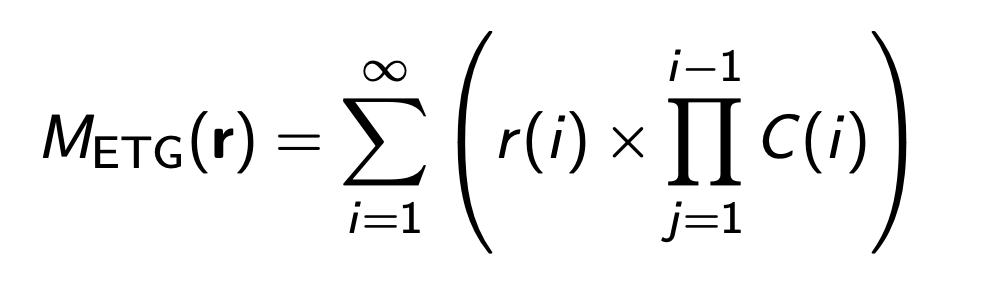 M_ETG(r) = ∑_{i=1}^{∞} ( r(i) × ∏_{j=1}^{i−1} C(i) )